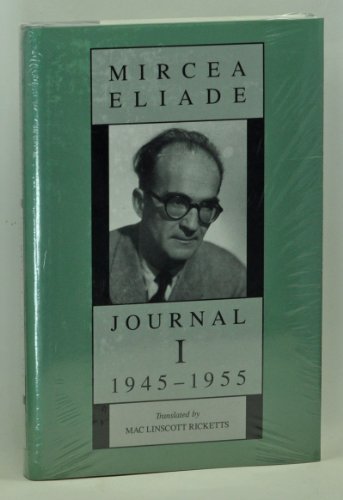 MIRCEA
ELIADE
JOURNAL
I
1945–1955
Translated by
MAC LINSCOTT RICKETTS